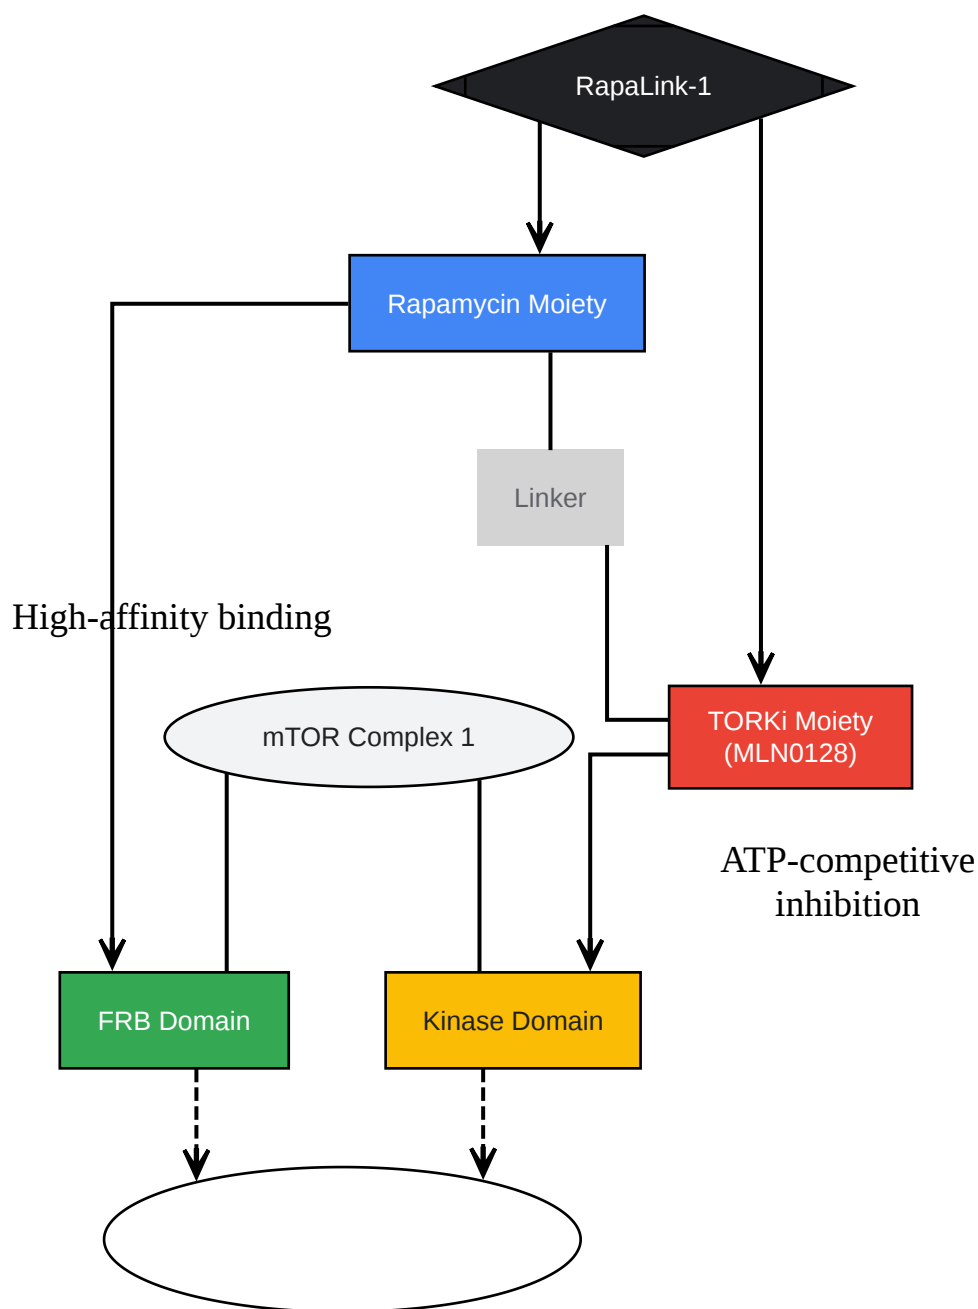 RapaLink-1
Rapamycin Moiety
Linker
High-affinity binding
mTOR Complex 1
TORKi Moiety
(MLN0128)
ATP-competitive
inhibition
FRB Domain
Kinase Domain